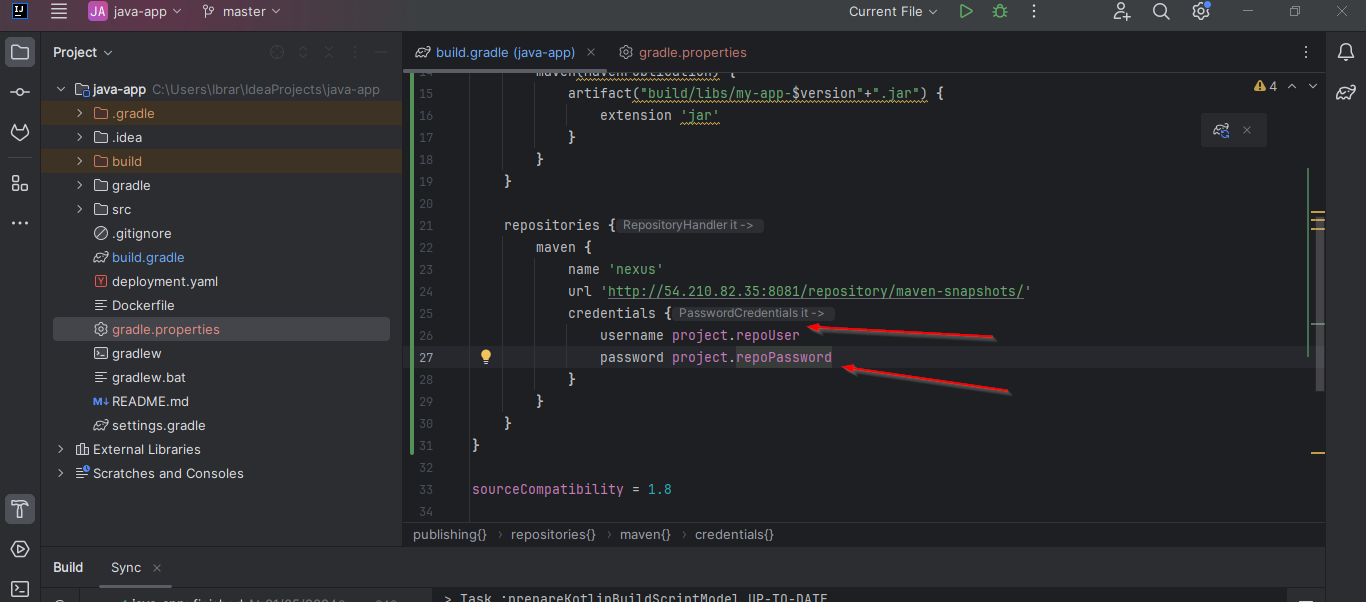 JA java-app master Current File
Project
build.gradle (java-app) gradle.properties
java-app C:\Users\Ibrar\IdeaProjects\java-app
.gradle
.idea
build
gradle
src
.gitignore
build.gradle
Y deployment.yaml
Dockerfile
gradle.properties
gradlew
gradlew.bat
M↓ README.md
settings.gradle
External Libraries
Scratches and Consoles
4
14 maven(MavenPublication) {
15 artifact("build/libs/my-app-$version"+".jar") {
16 extension 'jar'
17 }
18 }
19 }
20
21 repositories { RepositoryHandler it ->
22 maven {
23 name 'nexus'
24 url 'http://54.210.82.35:8081/repository/maven-snapshots/'
25 credentials { PasswordCredentials it ->
26 username project.repoUser
27 password project.repoPassword
28 }
29 }
30 }
31 }
32
33 sourceCompatibility = 1.8
34
publishing{} › repositories{} › maven{} › credentials{}
Build Sync
> Task :prepareKotlinBuildScriptModel UP-TO-DATE